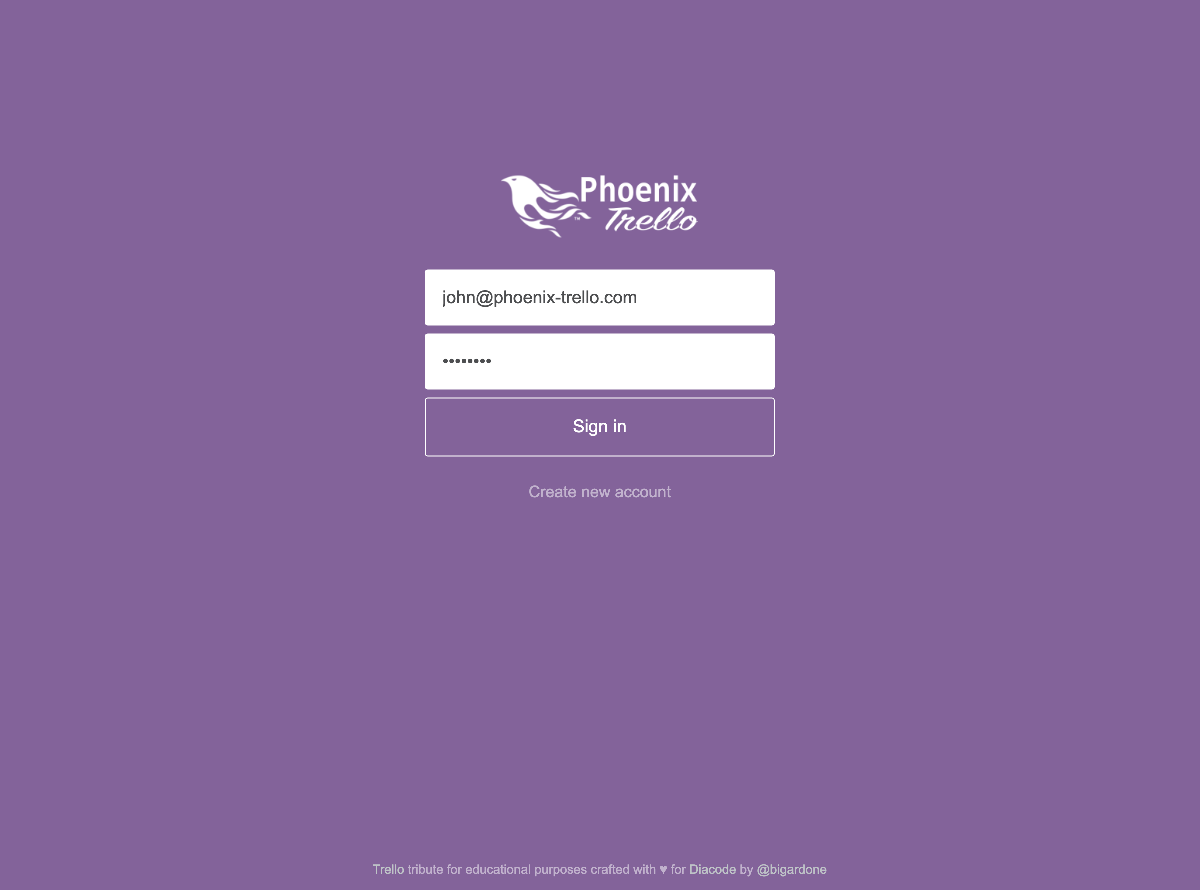 Phoenix
Trello
™
john@phoenix-trello.com
••••••••
Sign in
Create new account
Trello tribute for educational purposes crafted with ♥ for Diacode by @bigardone